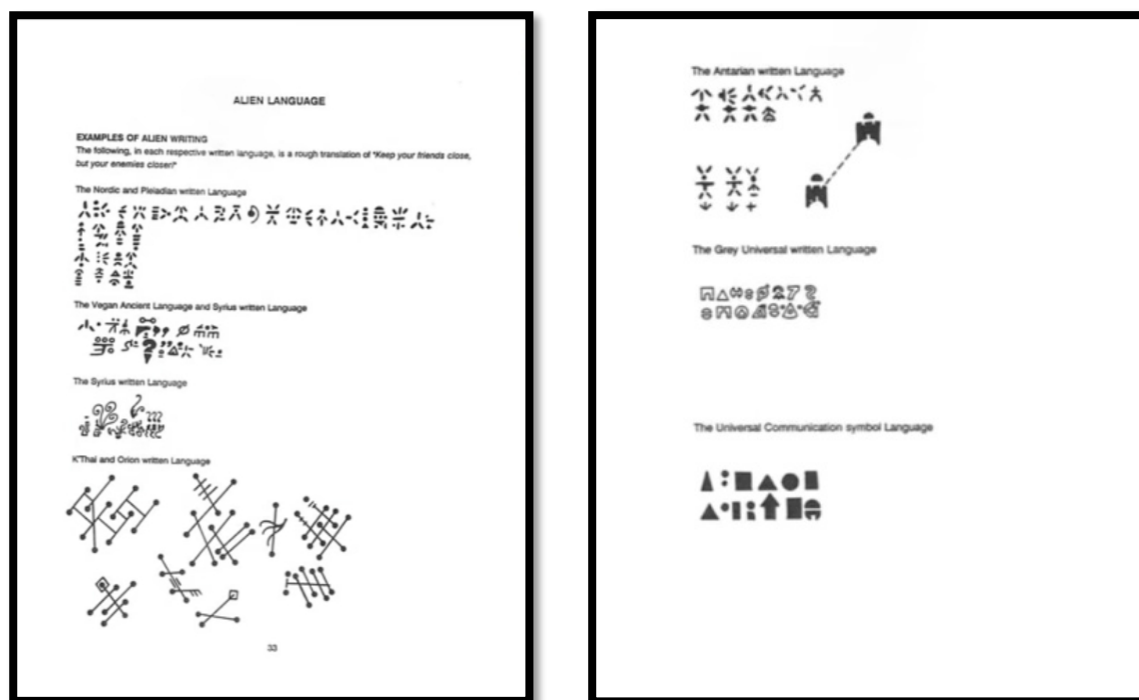 ALIEN LANGUAGE
EXAMPLES OF ALIEN WRITING
The following, in each respective written language, is a rough translation of "Keep your friends close,
but your enemies closer!"
The Nordic and Pleiadian written Language
The Vegan Ancient Language and Syrius written Language
The Syrius written Language
K'Thai and Orion written Language
33
The Antarian written Language
The Grey Universal written Language
The Universal Communication symbol Language